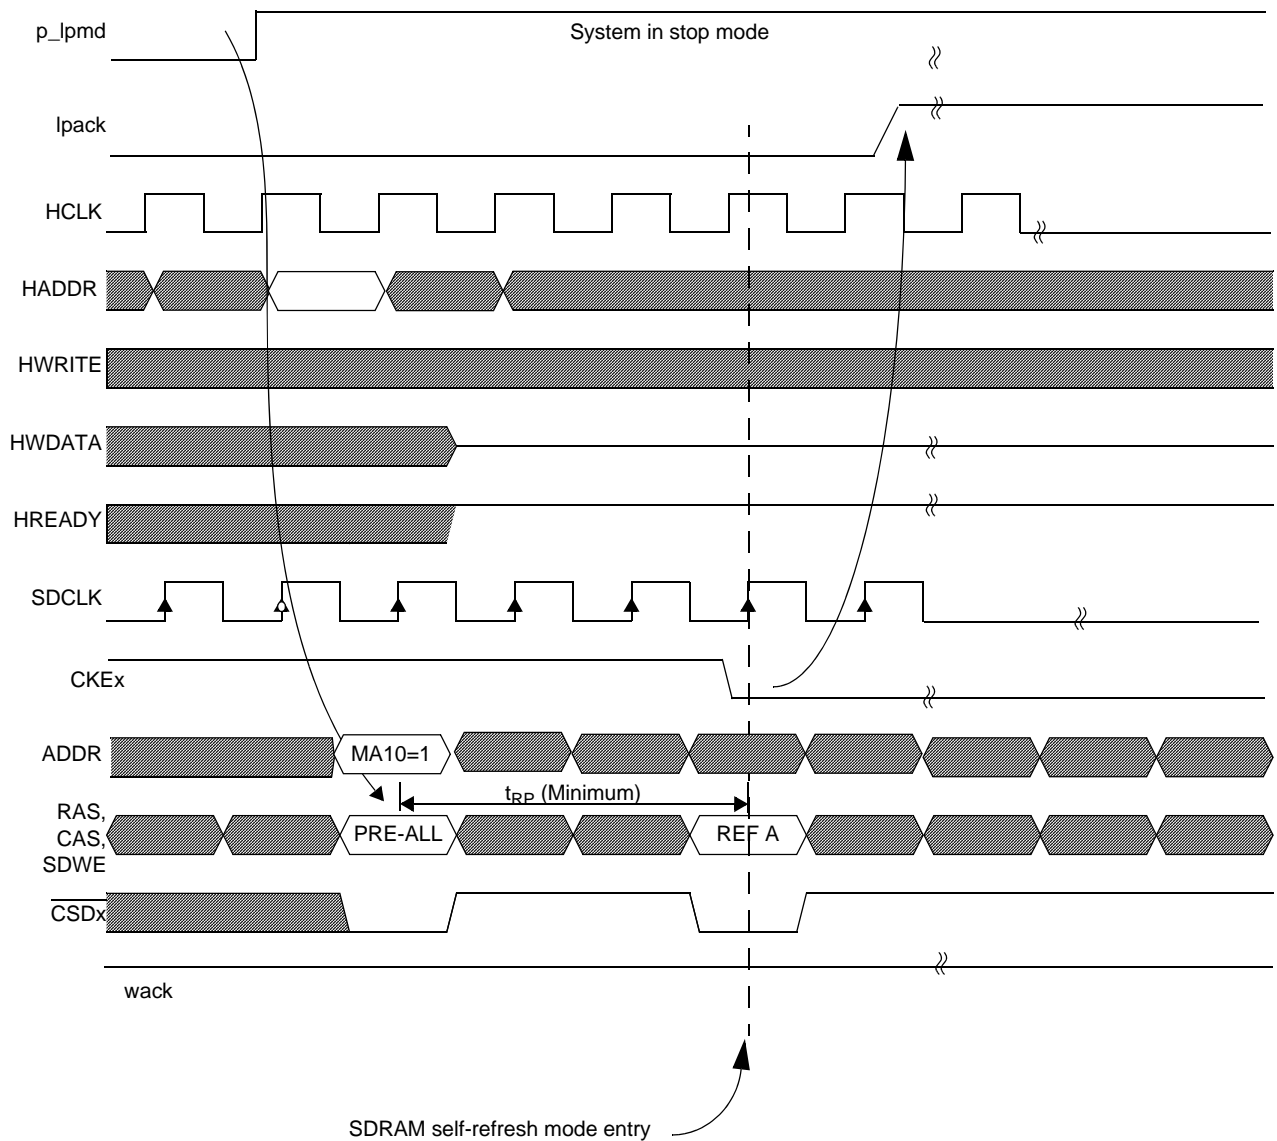 p_lpmd
System in stop mode
lpack
HCLK
HADDR
HWRITE
HWDATA
HREADY
SDCLK
CKEx
ADDR
MA10=1
tRP (Minimum)
RAS,
CAS,
SDWE
PRE-ALL
REF A
CSDx
wack
SDRAM self-refresh mode entry